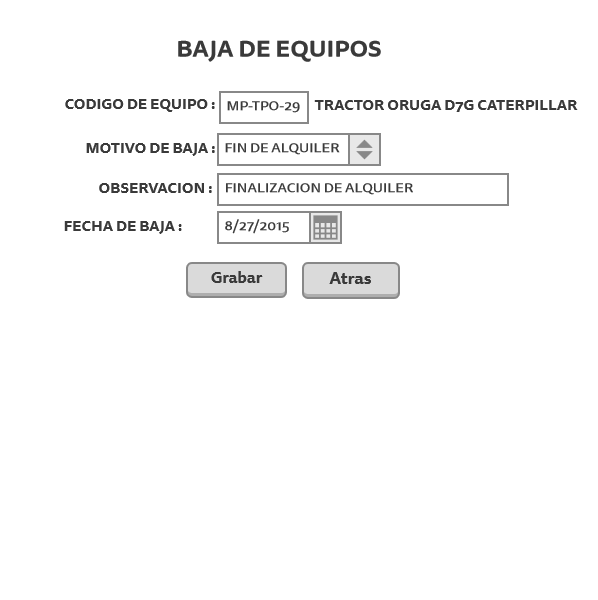 BAJA DE EQUIPOS
CODIGO DE EQUIPO : MP-TPO-29 TRACTOR ORUGA D7G CATERPILLAR
MOTIVO DE BAJA : FIN DE ALQUILER
OBSERVACION : FINALIZACION DE ALQUILER
FECHA DE BAJA : 8/27/2015
Grabar Atras